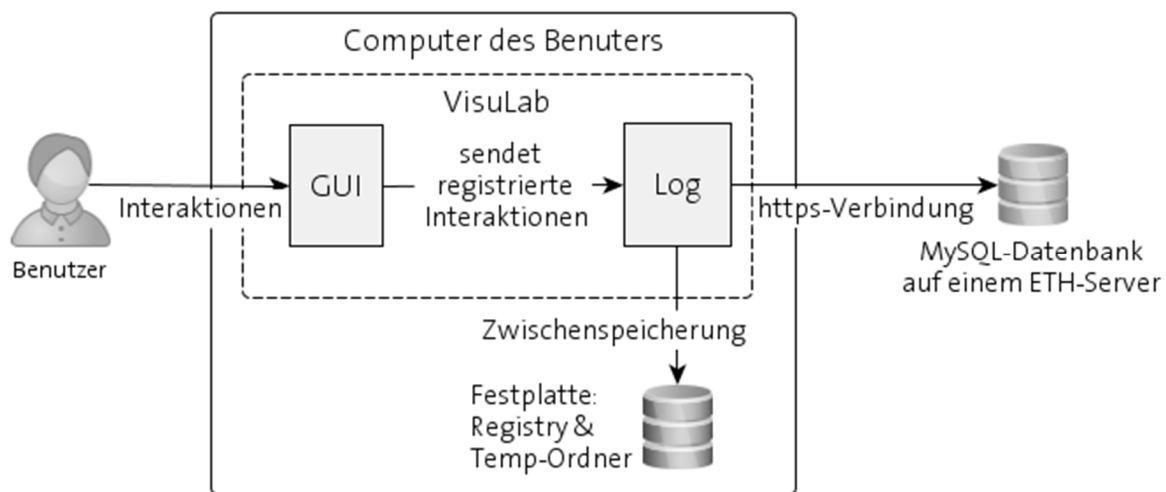 Computer des Benuters
VisuLab
GUI
sendet
registrierte
Interaktionen
Log
Interaktionen
https-Verbindung
Benutzer
MySQL-Datenbank
auf einem ETH-Server
Zwischenspeicherung
Festplatte:
Registry &
Temp-Ordner